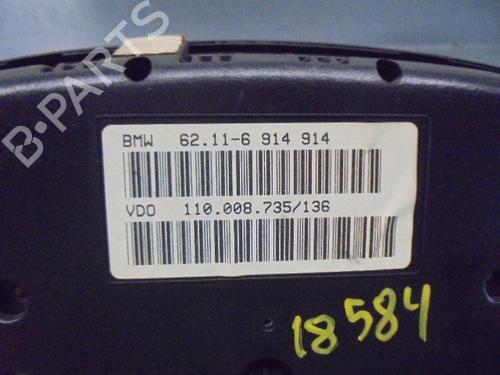 B-PARTS
BMW 62.11-6 914 914
VDO 110.008.735/136
18584